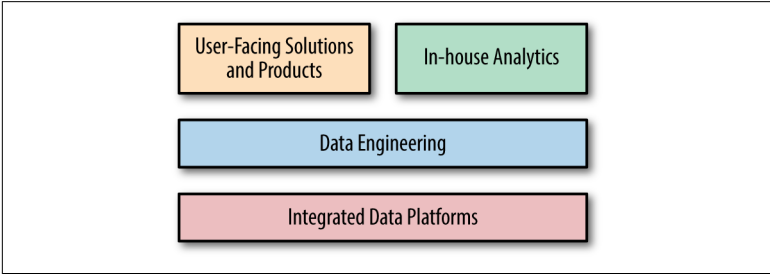 User-Facing Solutions
and Products
In-house Analytics
Data Engineering
Integrated Data Platforms